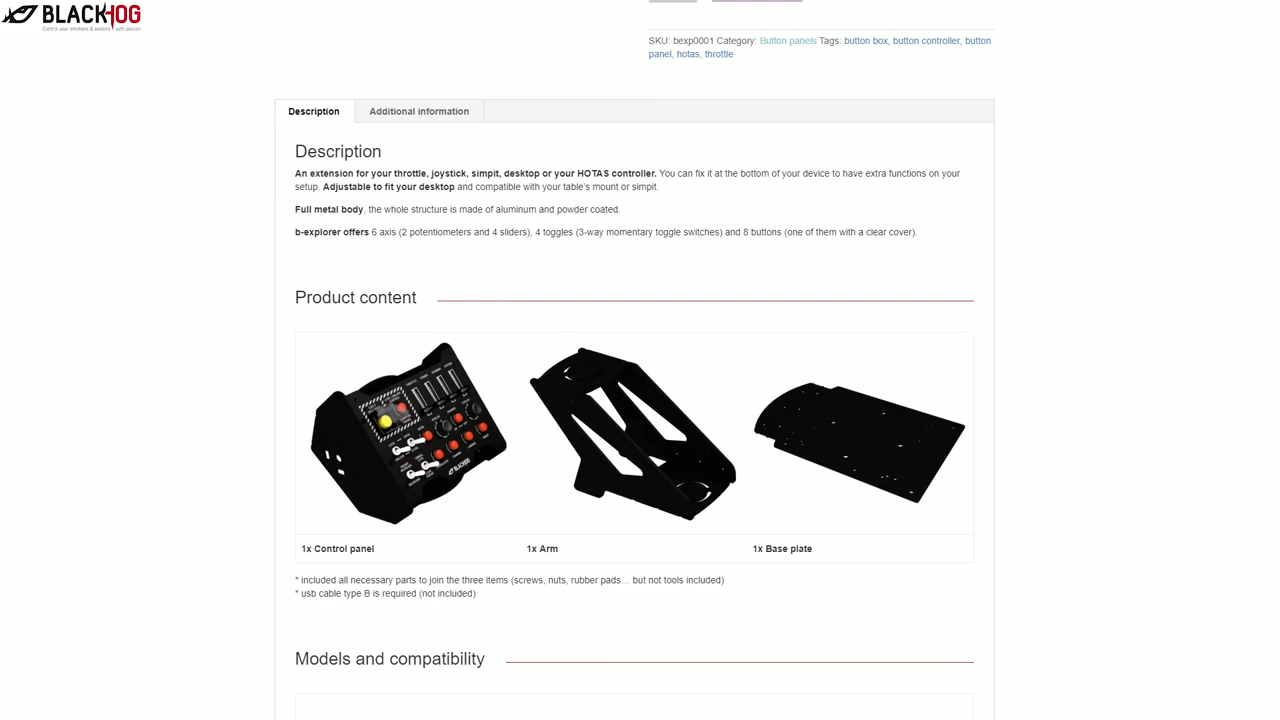 BLACKHOG
Control your emotions & explore with passion
SKU: bexp0001 Category: Button panels Tags: button box, button controller, button
panel, hotas, throttle
Description Additional information
Description
An extension for your throttle, joystick, simpit, desktop or your HOTAS controller. You can fix it at the bottom of your device to have extra functions on your
setup. Adjustable to fit your desktop and compatible with your table's mount or simpit.
Full metal body, the whole structure is made of aluminum and powder coated.
b-explorer offers 6 axis (2 potentiometers and 4 sliders), 4 toggles (3-way momentary toggle switches) and 8 buttons (one of them with a clear cover).
Product content
BLACKHOG
1x Control panel 1x Arm 1x Base plate
* included all necessary parts to join the three items (screws, nuts, rubber pads… but not tools included)
* usb cable type B is required (not included)
Models and compatibility